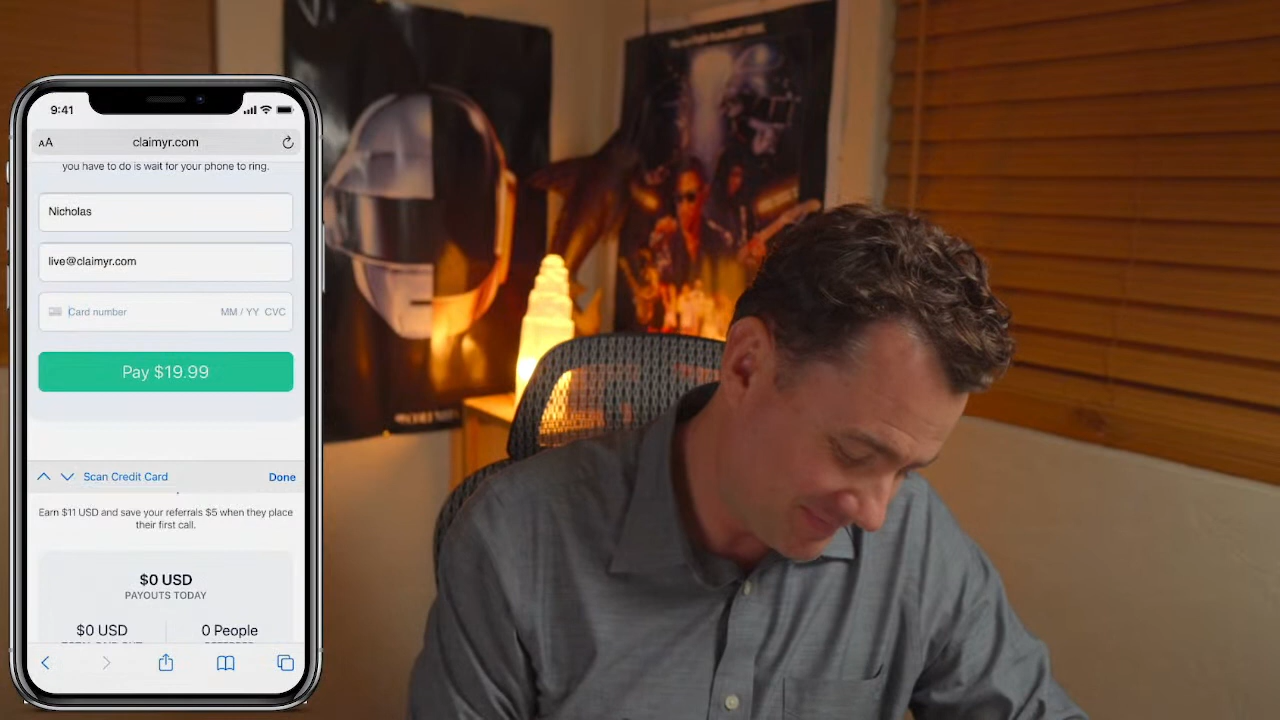 9:41
AA
claimyr.com
you have to do is wait for your phone to ring.
Nicholas
live@claimyr.com
Card number MM / YY CVC
Pay $19.99
Scan Credit Card
Done
Earn $11 USD and save your referrals $5 when they place
their first call.
$0 USD
PAYOUTS TODAY
$0 USD
0 People